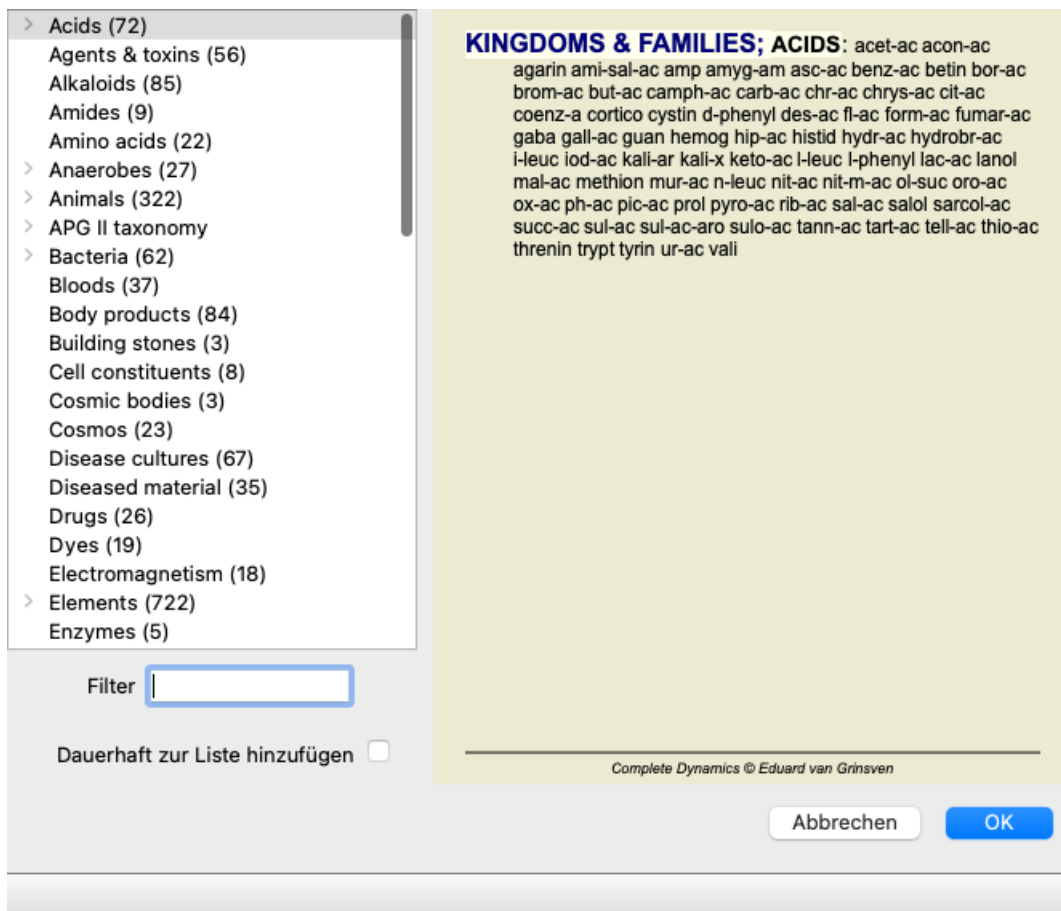 Acids (72)
Agents & toxins (56)
Alkaloids (85)
Amides (9)
Amino acids (22)
Anaerobes (27)
Animals (322)
APG II taxonomy
Bacteria (62)
Bloods (37)
Body products (84)
Building stones (3)
Cell constituents (8)
Cosmic bodies (3)
Cosmos (23)
Disease cultures (67)
Diseased material (35)
Drugs (26)
Dyes (19)
Electromagnetism (18)
Elements (722)
Enzymes (5)
Filter
Dauerhaft zur Liste hinzufügen
KINGDOMS & FAMILIES; ACIDS: acet-ac acon-ac
agarin ami-sal-ac amp amyg-am asc-ac benz-ac betin bor-ac
brom-ac but-ac camph-ac carb-ac chr-ac chrys-ac cit-ac
coenz-a cortico cystin d-phenyl des-ac fl-ac form-ac fumar-ac
gaba gall-ac guan hemog hip-ac histid hydr-ac hydrobr-ac
i-leuc iod-ac kali-ar kali-x keto-ac l-leuc l-phenyl lac-ac lanol
mal-ac methion mur-ac n-leuc nit-ac nit-m-ac ol-suc oro-ac
ox-ac ph-ac pic-ac prol pyro-ac rib-ac sal-ac salol sarcol-ac
succ-ac sul-ac sul-ac-aro sulo-ac tann-ac tart-ac tell-ac thio-ac
threnin trypt tyrin ur-ac vali
Complete Dynamics © Eduard van Grinsven
Abbrechen
OK